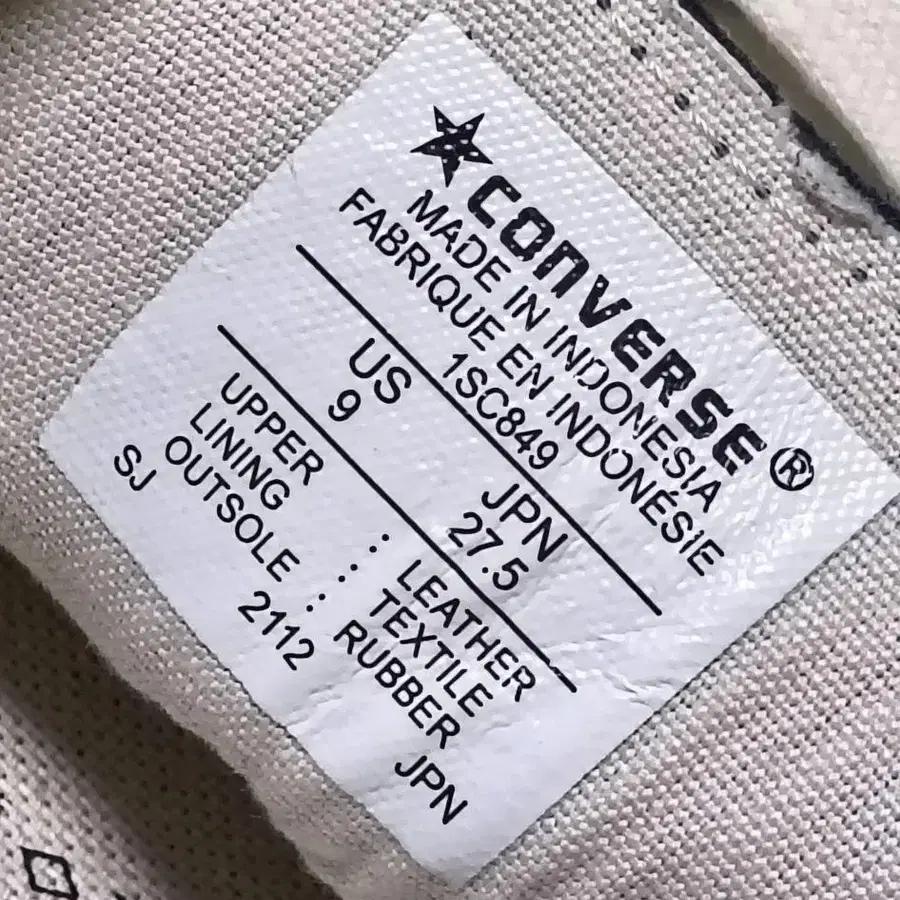 ★CONVERSE®
MADE IN INDONESIA
FABRIQUE EN INDONÉSIE
1SC849
US JPN
9 27.5
UPPER : LEATHER
LINING : TEXTILE
OUTSOLE : RUBBER
SJ 2112 JPN